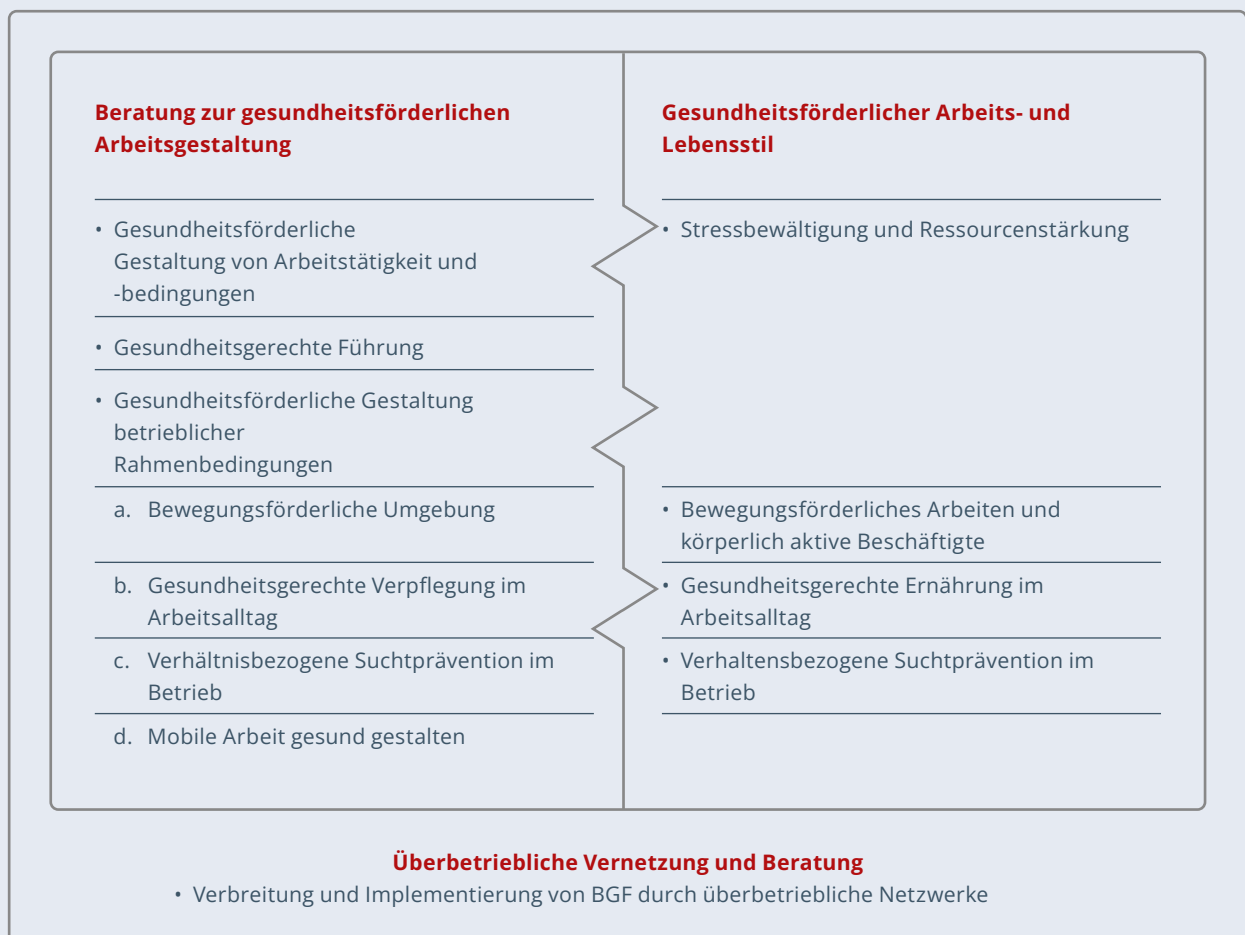 Beratung zur gesundheitsförderlichen
Arbeitsgestaltung
• Gesundheitsförderliche
Gestaltung von Arbeitstätigkeit und
-bedingungen
• Gesundheitsgerechte Führung
• Gesundheitsförderliche Gestaltung
betrieblicher
Rahmenbedingungen
a. Bewegungsförderliche Umgebung
b. Gesundheitsgerechte Verpflegung im
Arbeitsalltag
c. Verhältnisbezogene Suchtprävention im
Betrieb
d. Mobile Arbeit gesund gestalten
Gesundheitsförderlicher Arbeits- und
Lebensstil
• Stressbewältigung und Ressourcenstärkung
• Bewegungsförderliches Arbeiten und
körperlich aktive Beschäftigte
• Gesundheitsgerechte Ernährung im
Arbeitsalltag
• Verhaltensbezogene Suchtprävention im
Betrieb
Überbetriebliche Vernetzung und Beratung
• Verbreitung und Implementierung von BGF durch überbetriebliche Netzwerke